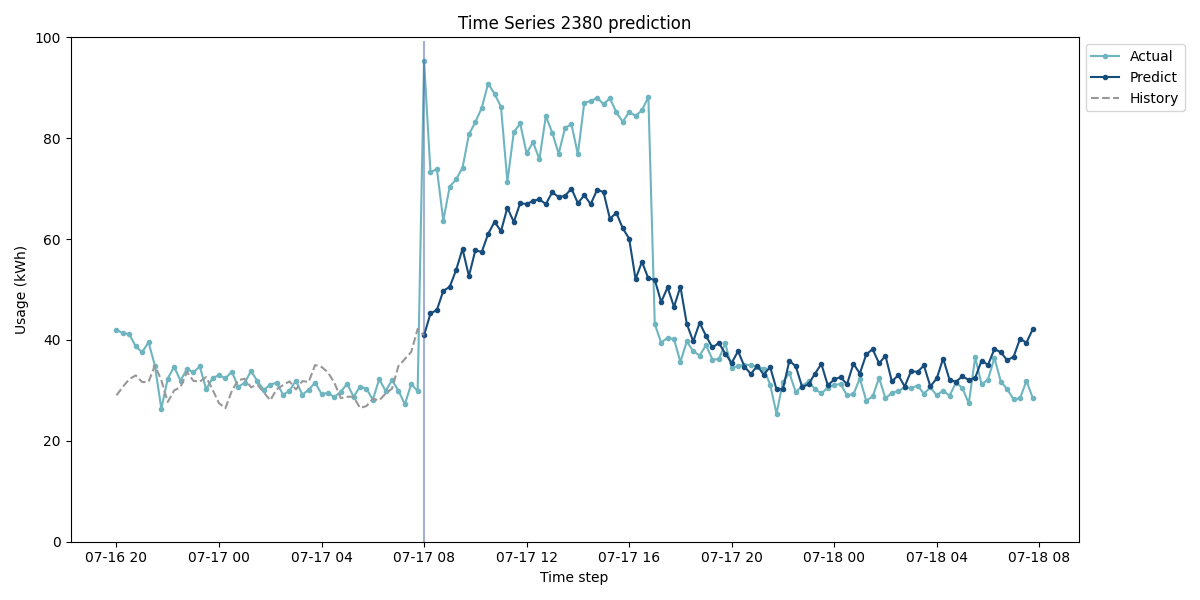 Time Series 2380 prediction
Usage (kWh)
100
80
60
40
20
0
07-16 20
07-17 00
07-17 04
07-17 08
07-17 12
07-17 16
07-17 20
07-18 00
07-18 04
07-18 08
Time step
Actual
Predict
History